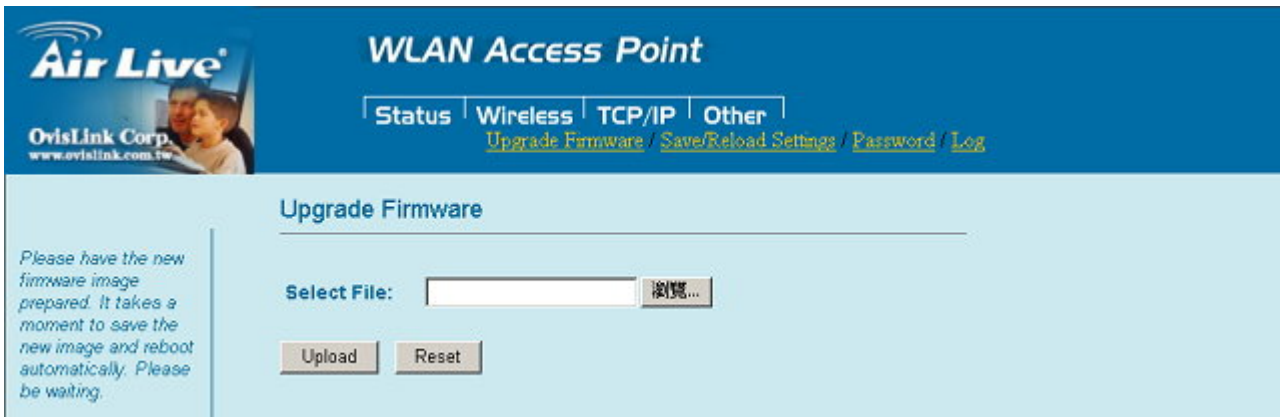 Air Live®
OvisLink Corp.
www.ovislink.com.tw
WLAN Access Point
Status Wireless TCP/IP Other
Upgrade Firmware / Save/Reload Settings / Password / Log
Please have the new
firmware image
prepared. It takes a
moment to save the
new image and reboot
automatically. Please
be waiting.
Upgrade Firmware
Select File: 瀏覽...
Upload Reset